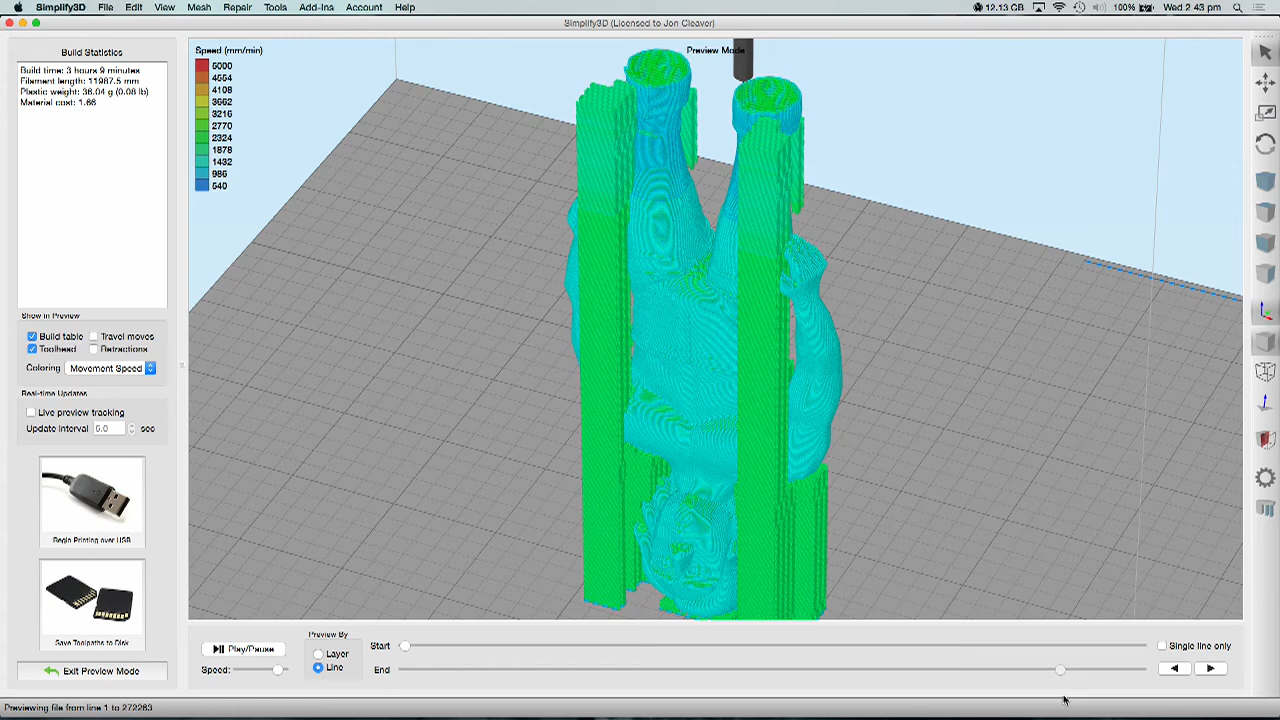 Simplify3D File Edit View Mesh Repair Tools Add-Ins Account Help 12.13 GB 100% Wed 2 43 pm
Simplify3D (Licensed to Jon Cleaver)
Build Statistics
Build time: 3 hours 9 minutes
Filament length: 11987.5 mm
Plastic weight: 38.04 g (0.08 lb)
Material cost: 1.66
Show in Preview
Build table Travel moves
Toolhead Retractions
Coloring Movement Speed
Real-time Updates
Live preview tracking
Update interval 5.0 sec
Begin Printing over USB
Save Toolpaths to Disk
Exit Preview Mode
Speed (mm/min)
5000
4554
4108
3662
3216
2770
2324
1878
1432
986
540
Preview Mode
Play/Pause
Speed:
Preview By
Layer
Line
Start
End
Single line only
Previewing file from line 1 to 272263